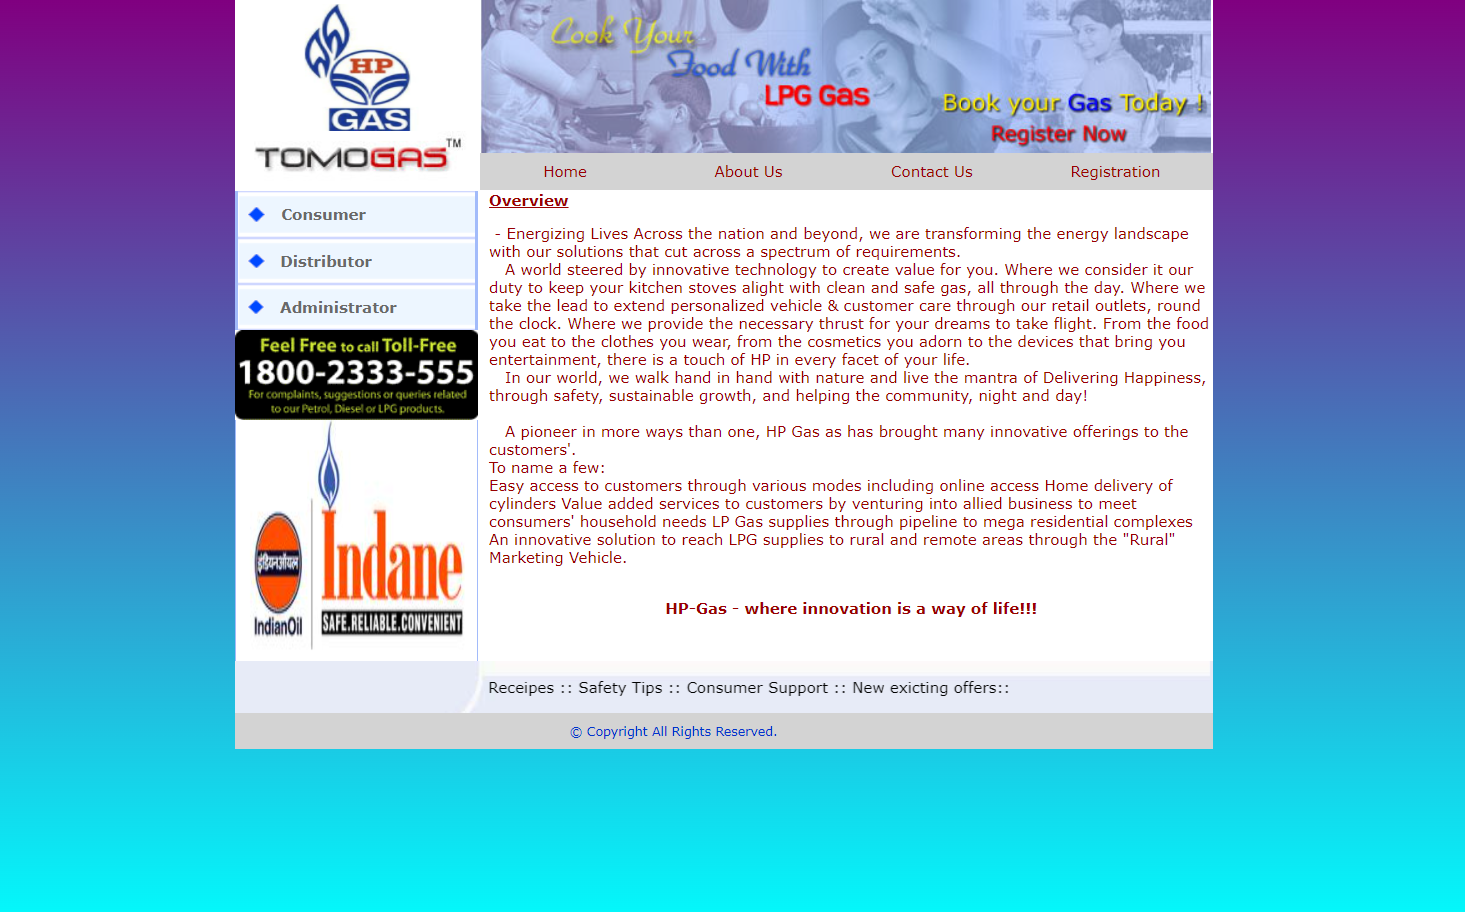 HP
GAS
TOMOGAS™
Cook Your
Food With
LPG Gas
Book your Gas Today !
Register Now
Home About Us Contact Us Registration
Consumer
Distributor
Administrator
Feel Free to call Toll-Free
1800-2333-555
For complaints, suggestions or queries related
to our Petrol, Diesel or LPG products.
इंडियनऑयल
IndianOil
Indane
SAFE.RELIABLE.CONVENIENT
Overview
- Energizing Lives Across the nation and beyond, we are transforming the energy landscape
with our solutions that cut across a spectrum of requirements.
A world steered by innovative technology to create value for you. Where we consider it our
duty to keep your kitchen stoves alight with clean and safe gas, all through the day. Where we
take the lead to extend personalized vehicle & customer care through our retail outlets, round
the clock. Where we provide the necessary thrust for your dreams to take flight. From the food
you eat to the clothes you wear, from the cosmetics you adorn to the devices that bring you
entertainment, there is a touch of HP in every facet of your life.
In our world, we walk hand in hand with nature and live the mantra of Delivering Happiness,
through safety, sustainable growth, and helping the community, night and day!
A pioneer in more ways than one, HP Gas as has brought many innovative offerings to the
customers'.
To name a few:
Easy access to customers through various modes including online access Home delivery of
cylinders Value added services to customers by venturing into allied business to meet
consumers' household needs LP Gas supplies through pipeline to mega residential complexes
An innovative solution to reach LPG supplies to rural and remote areas through the "Rural"
Marketing Vehicle.
HP-Gas - where innovation is a way of life!!!
Receipes :: Safety Tips :: Consumer Support :: New exicting offers::
© Copyright All Rights Reserved.